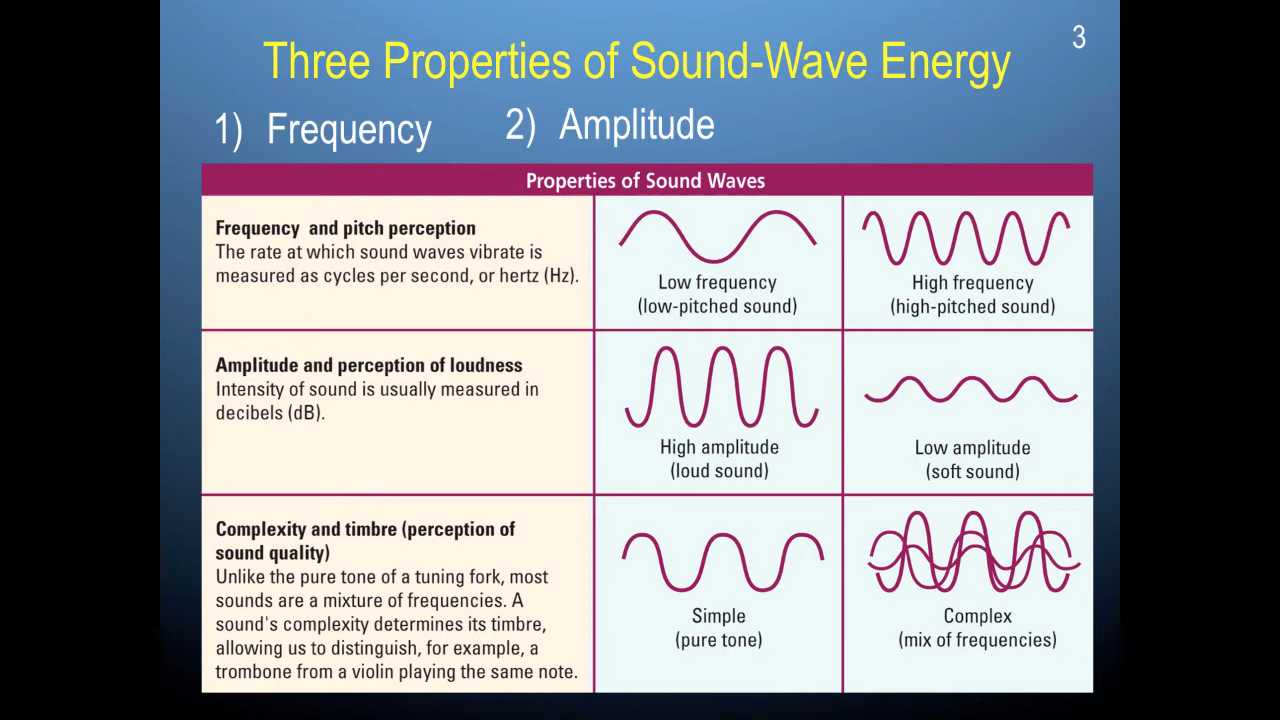 3
Three Properties of Sound-Wave Energy
1) Frequency
2) Amplitude
Properties of Sound Waves
Frequency and pitch perception
The rate at which sound waves vibrate is
measured as cycles per second, or hertz (Hz).
Low frequency
(low-pitched sound)
High frequency
(high-pitched sound)
Amplitude and perception of loudness
Intensity of sound is usually measured in
decibels (dB).
High amplitude
(loud sound)
Low amplitude
(soft sound)
Complexity and timbre (perception of
sound quality)
Unlike the pure tone of a tuning fork, most
sounds are a mixture of frequencies. A
sound's complexity determines its timbre,
allowing us to distinguish, for example, a
trombone from a violin playing the same note.
Simple
(pure tone)
Complex
(mix of frequencies)